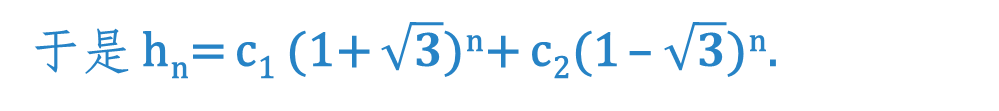 于是 hₙ= c₁ (1+ √3)ⁿ+ c₂(1 – √3)ⁿ.